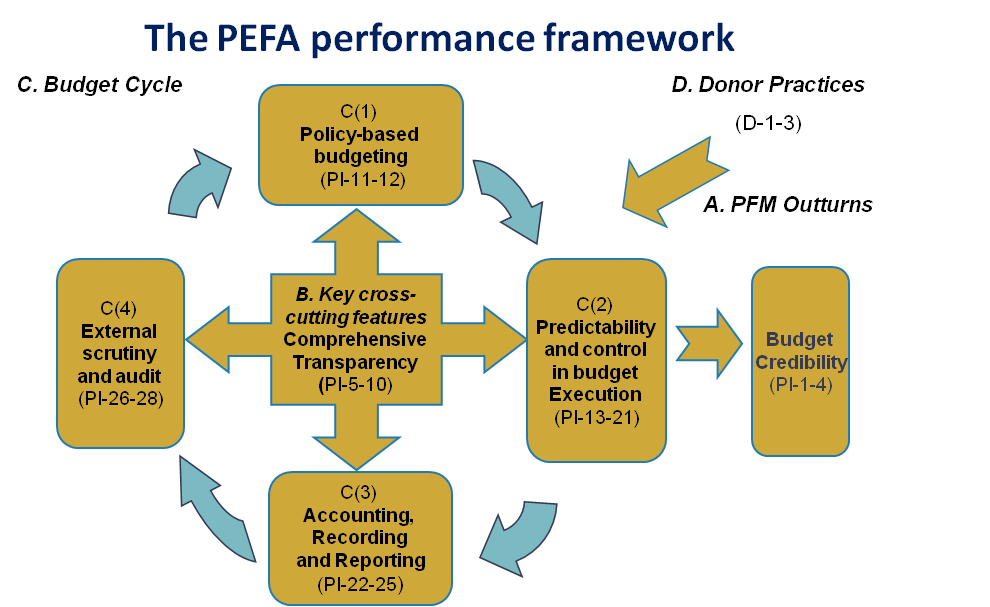 The PEFA performance framework
C. Budget Cycle
D. Donor Practices
(D-1-3)
A. PFM Outturns
C(1)
Policy-based
budgeting
(PI-11-12)
C(4)
External
scrutiny
and audit
(PI-26-28)
B. Key cross-
cutting features
Comprehensive
Transparency
(PI-5-10)
C(2)
Predictability
and control
in budget
Execution
(PI-13-21)
Budget
Credibility
(PI-1-4)
C(3)
Accounting,
Recording
and Reporting
(PI-22-25)